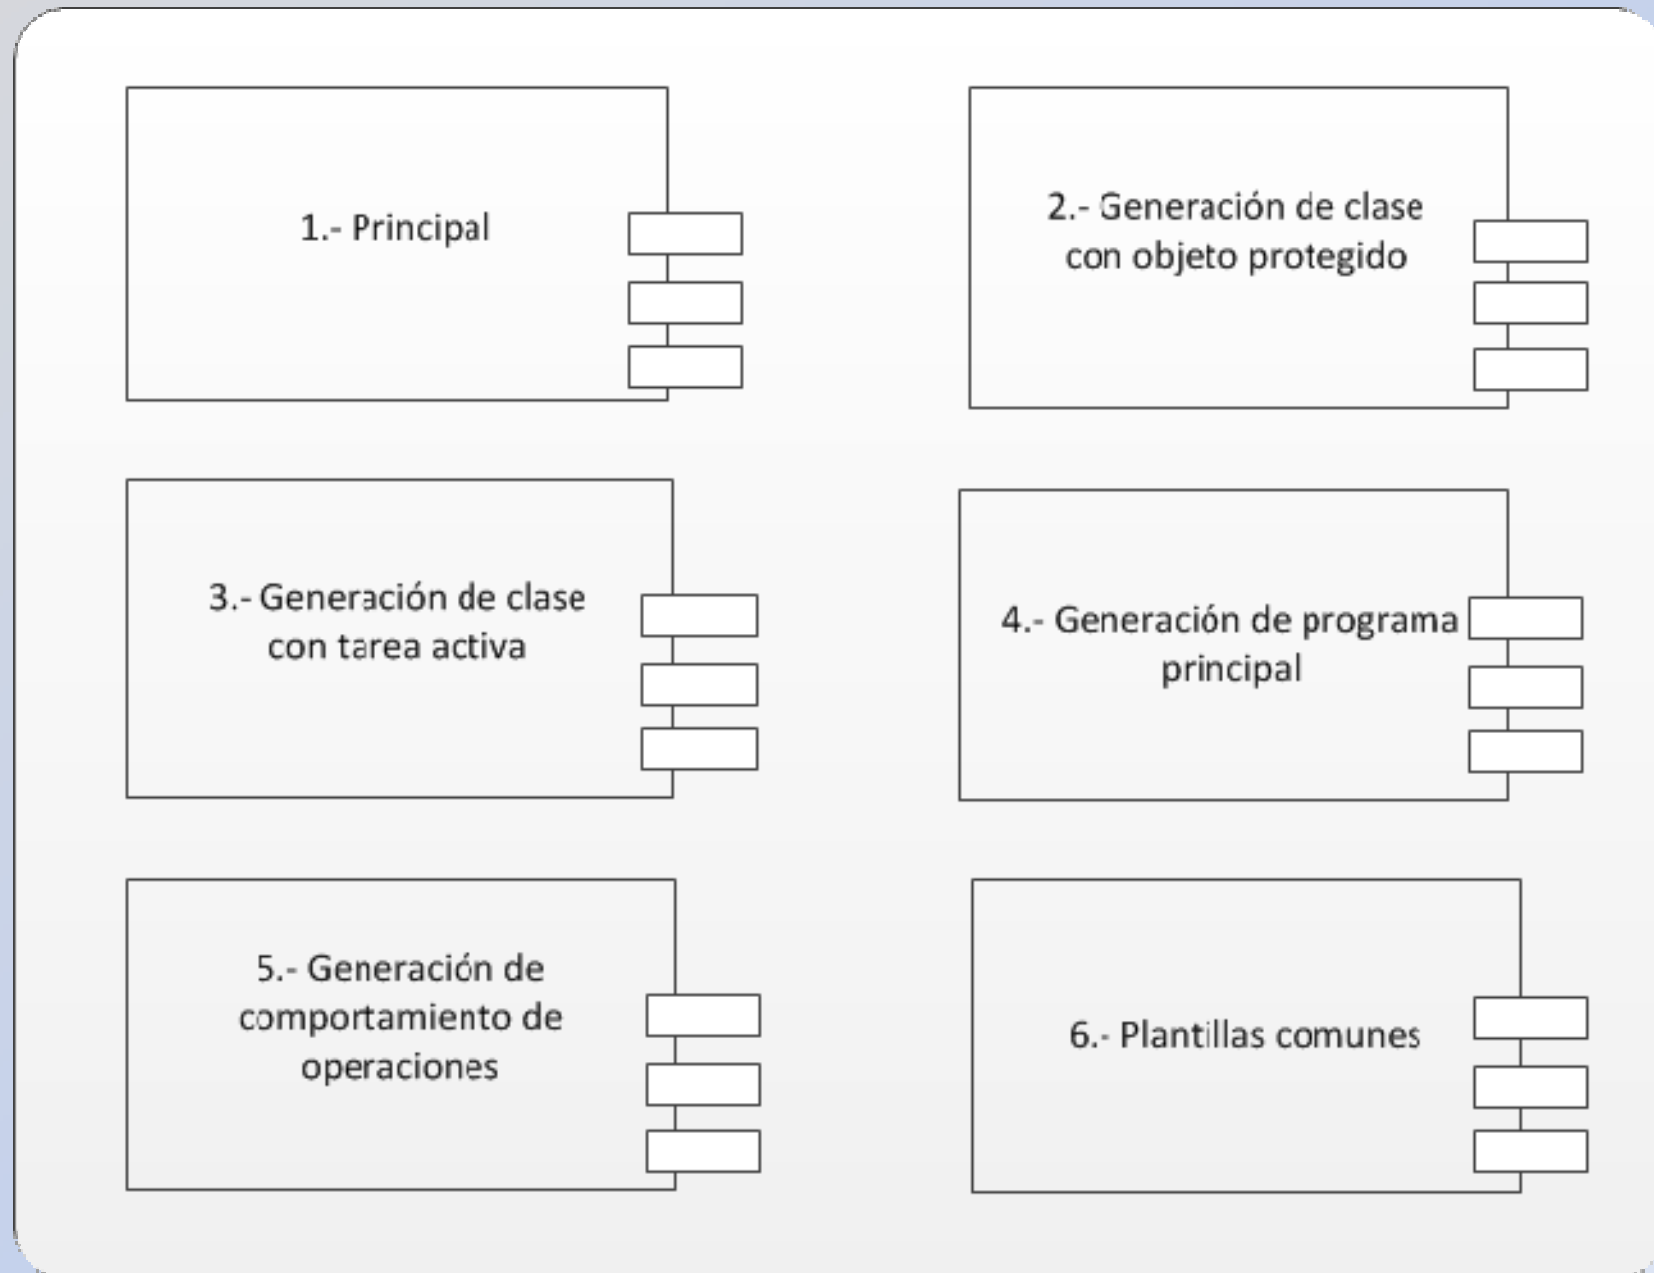 1.- Principal
2.- Generación de clase
con objeto protegido
3.- Generación de clase
con tarea activa
4.- Generación de programa
principal
5.- Generación de
comportamiento de
operaciones
6.- Plantillas comunes